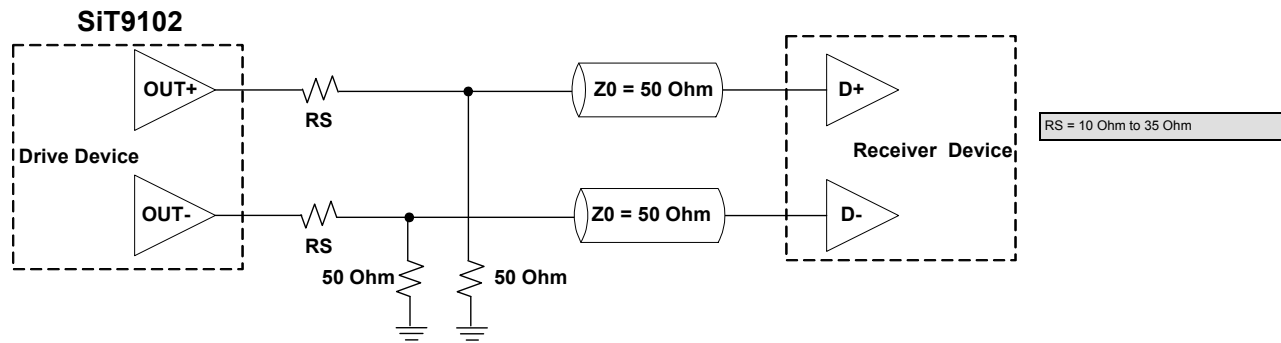 SiT9102
OUT+
RS
Z0 = 50 Ohm
D+
RS = 10 Ohm to 35 Ohm
Drive Device
Receiver Device
OUT-
RS
Z0 = 50 Ohm
D-
50 Ohm
50 Ohm